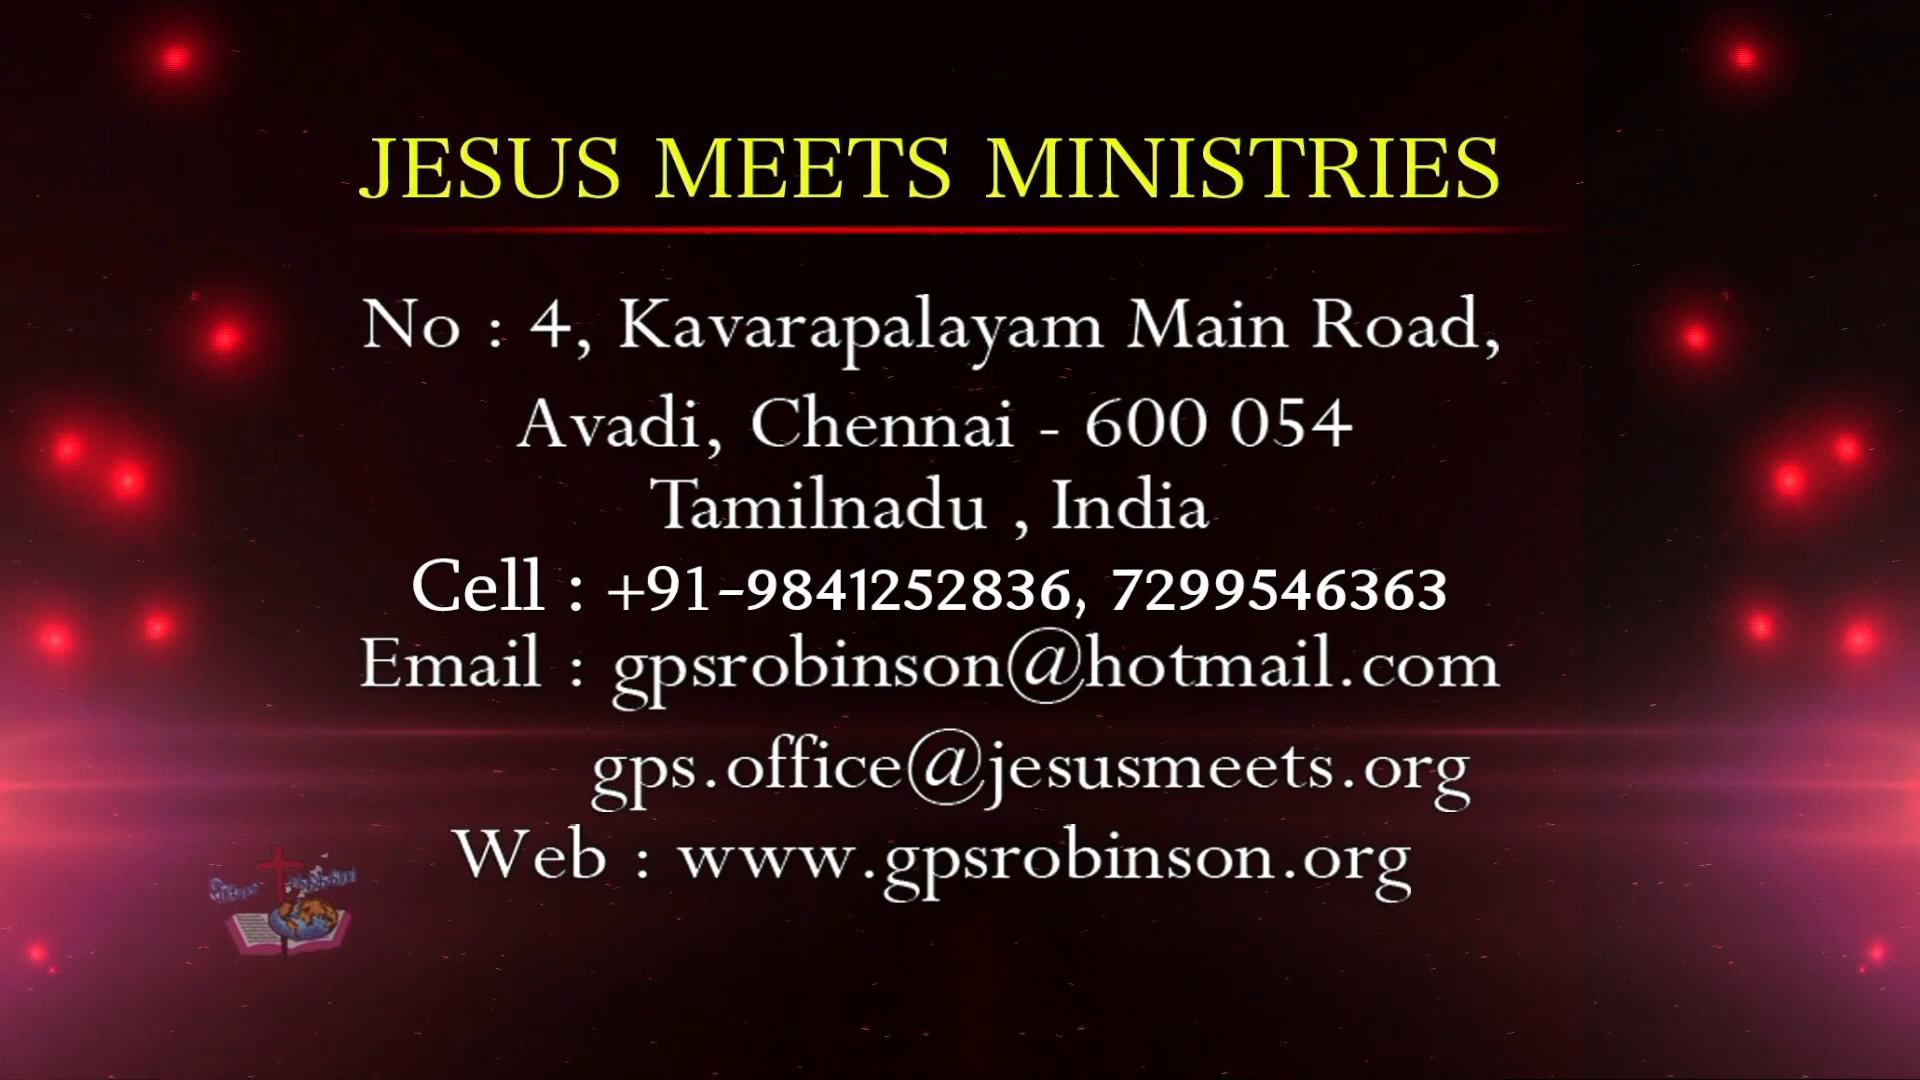 JESUS MEETS MINISTRIES
No : 4, Kavarapalayam Main Road,
Avadi, Chennai - 600 054
Tamilnadu , India
Cell : +91-9841252836, 7299546363
Email : gpsrobinson@hotmail.com
gps.office@jesusmeets.org
Web : www.gpsrobinson.org